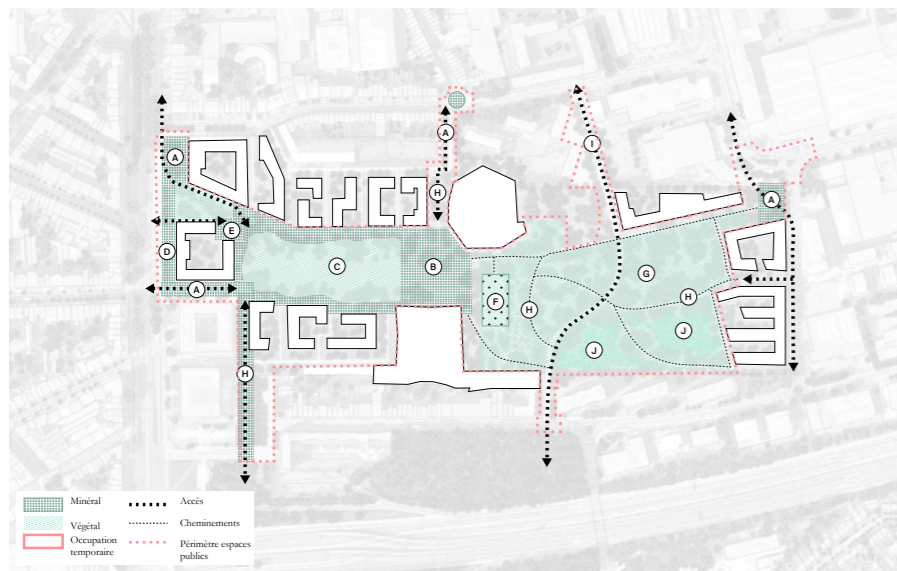 A
I
A
H
A
E
D
C
B
G
A
F
H
H
J
J
H
Minéral
Accès
Végétal
Cheminements
Occupation
temporaire
Périmètre espaces
publics